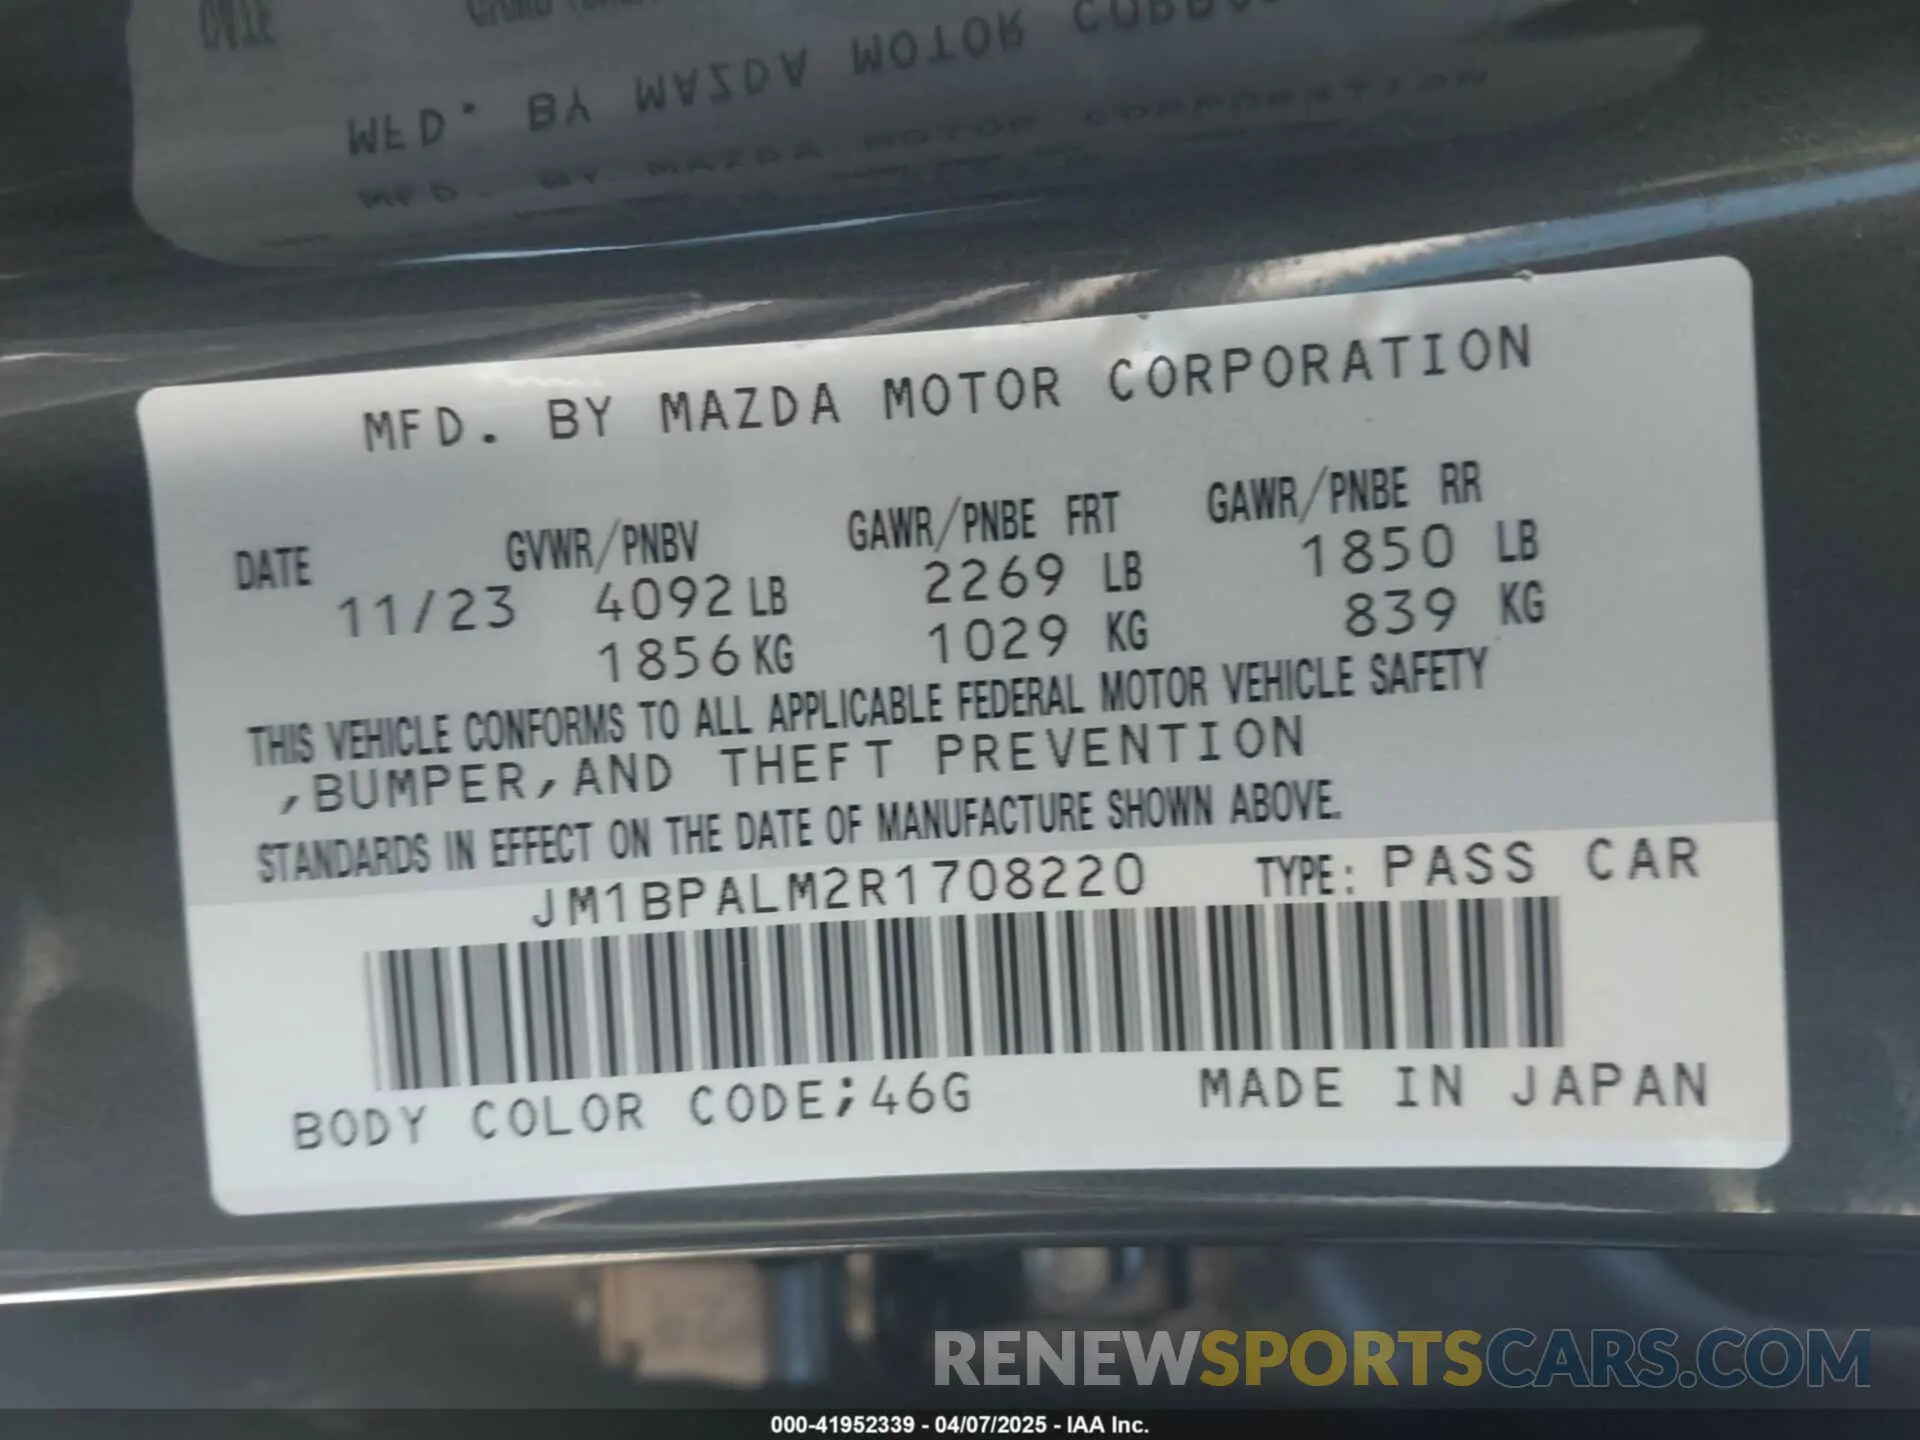 MFD. BY MAZDA MOTOR
MFD. BY MAZDA MOTOR CORPORATION
MFD. BY MAZDA MOTOR CORPORATION
DATE GVWR/PNBV GAWR/PNBE FRT GAWR/PNBE RR
11/23 4092 LB 2269 LB 1850 LB
1856 KG 1029 KG 839 KG
THIS VEHICLE CONFORMS TO ALL APPLICABLE FEDERAL MOTOR VEHICLE SAFETY
,BUMPER,AND THEFT PREVENTION
STANDARDS IN EFFECT ON THE DATE OF MANUFACTURE SHOWN ABOVE.
JM1BPALM2R1708220 TYPE: PASS CAR
BODY COLOR CODE;46G MADE IN JAPAN
RENEWSPORTSCARS.COM
000-41952339 - 04/07/2025 - IAA Inc.